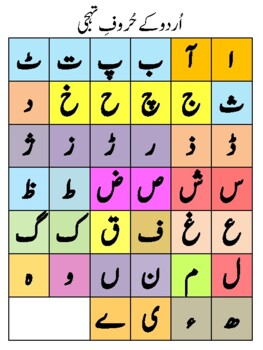 اُردو کے حُروفِ تہجی
ا آ ب پ ت ٹ
ث ج چ ح خ د
ڈ ذ ر ڑ ز ژ
س ش ص ض ط ظ
ع غ ف ق ک گ
ل م ن ں و ہ
ھ ء ی ے